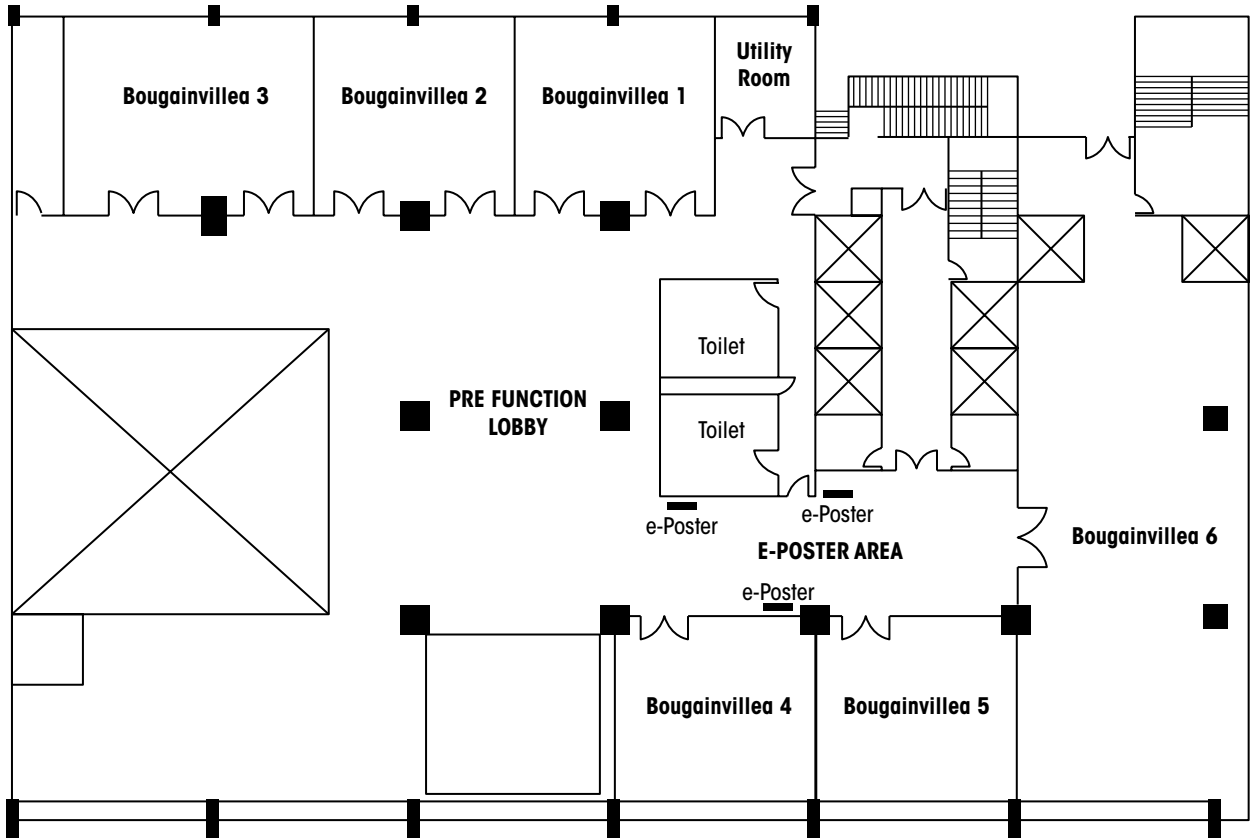 Utility
Room
Bougainvillea 3
Bougainvillea 2
Bougainvillea 1
Toilet
PRE FUNCTION
LOBBY
Toilet
e-Poster
e-Poster
E-POSTER AREA
Bougainvillea 6
e-Poster
Bougainvillea 4
Bougainvillea 5